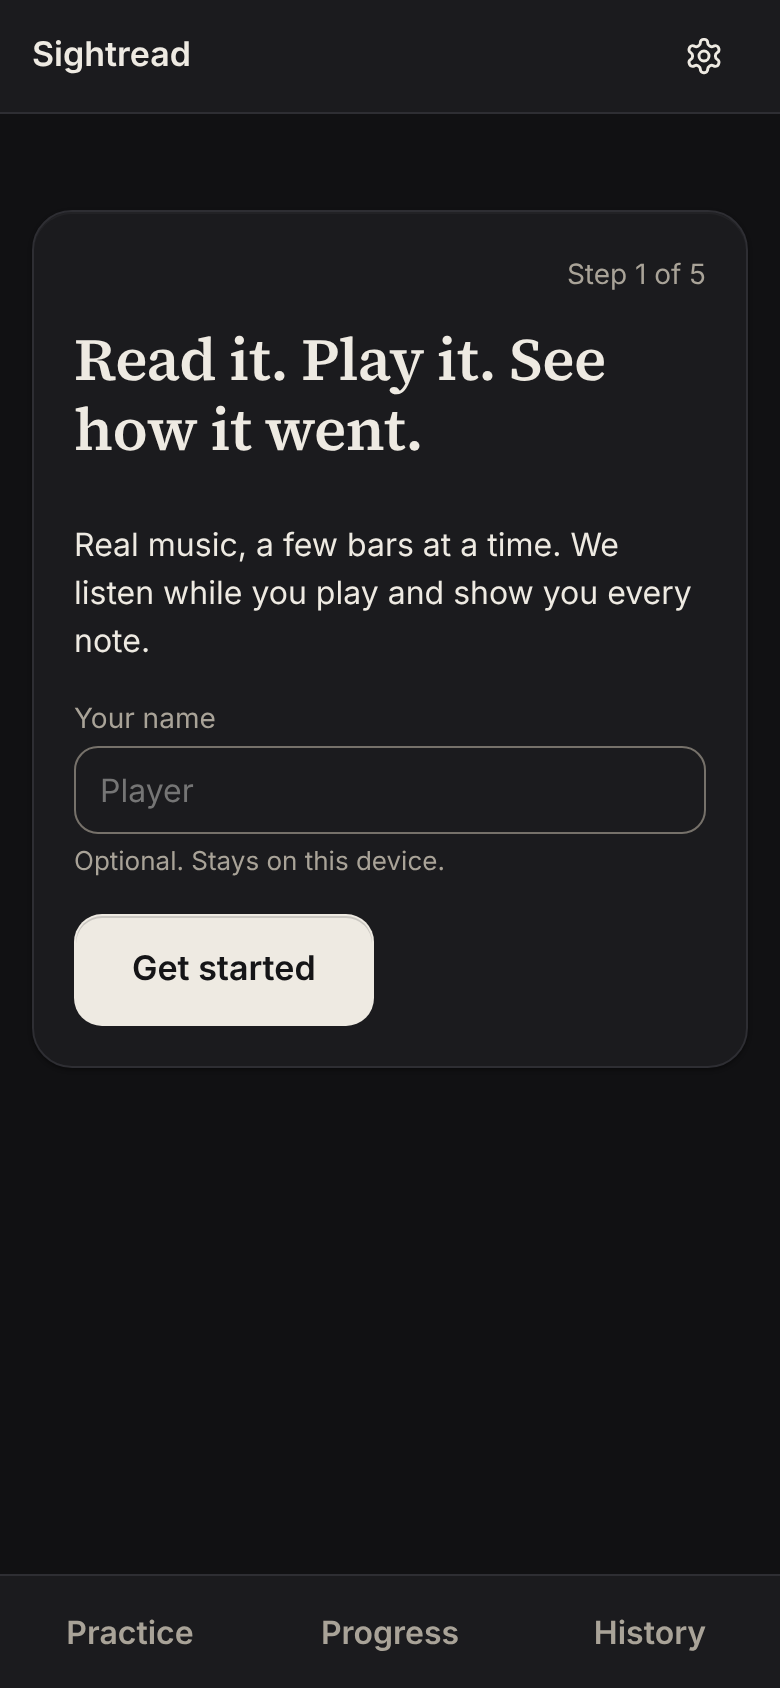 Sightread
Step 1 of 5
Read it. Play it. See
how it went.
Real music, a few bars at a time. We
listen while you play and show you every
note.
Your name
Player
Optional. Stays on this device.
Get started
Practice
Progress
History